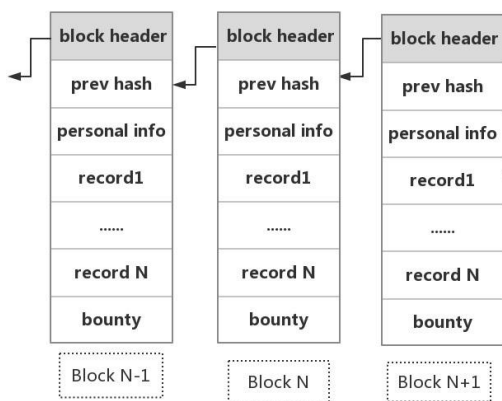 block header
prev hash
personal info
record1
......
record N
bounty
Block N-1
block header
prev hash
personal info
record1
......
record N
bounty
Block N
block header
prev hash
personal info
record1
......
record N
bounty
Block N+1